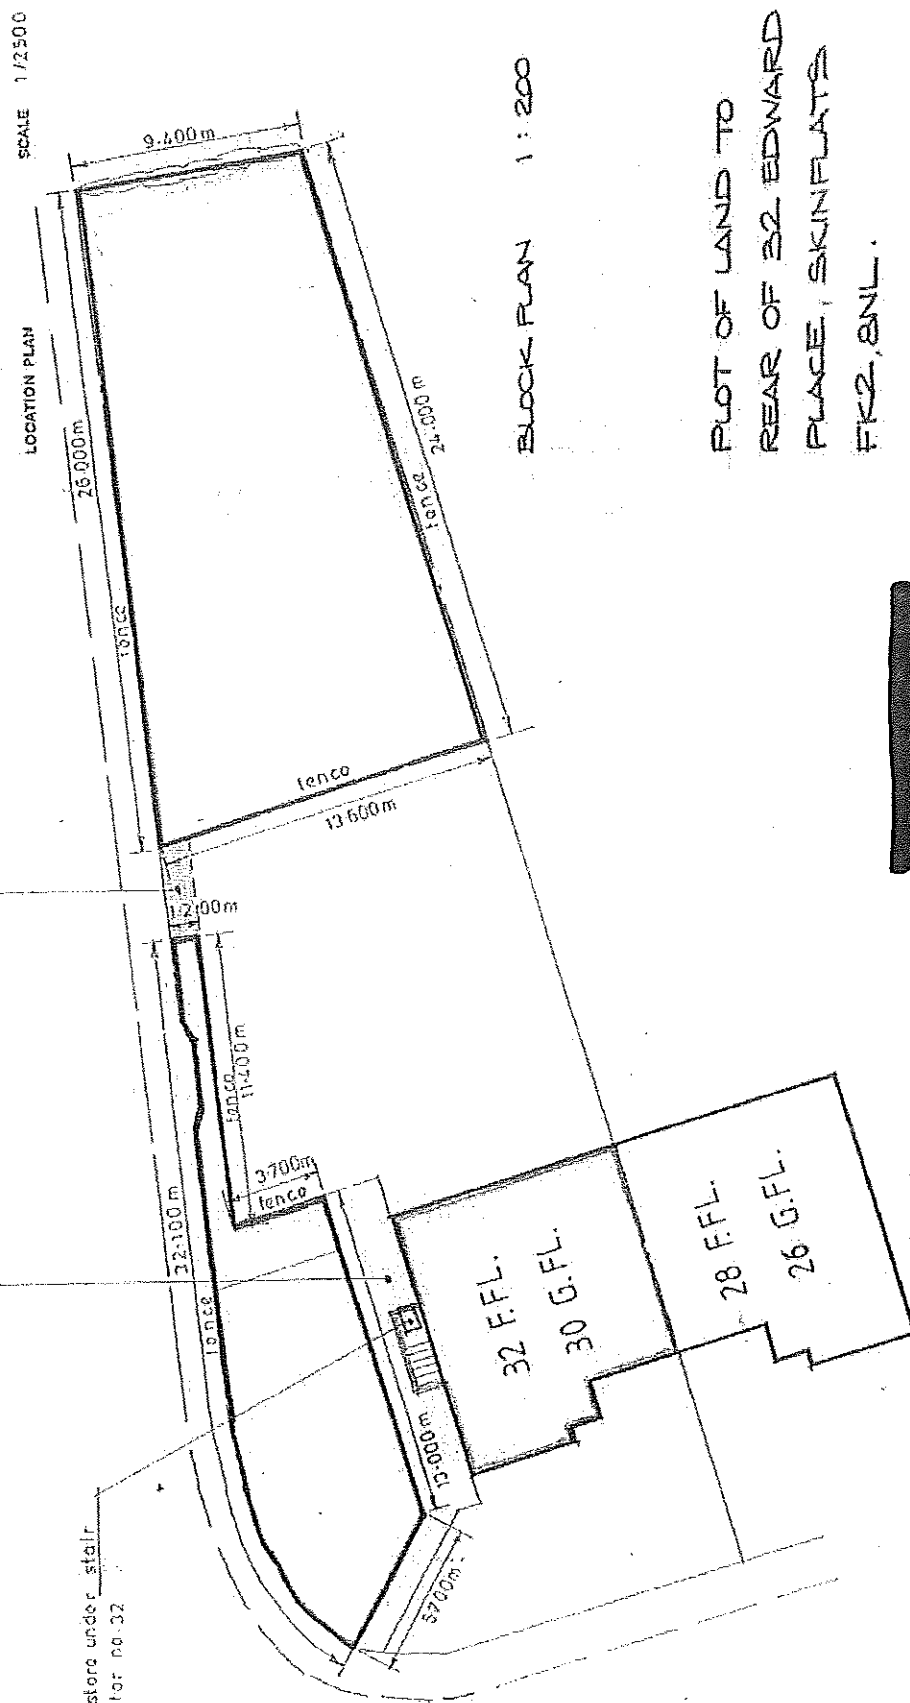 LOCATION PLAN
SCALE 1/2500
26·000m
fence
9·400m
24·000m
fence
fence
13·600m
1·200m
32·100 m
fence
fence
11·400m
3·700m
fence
store under stair
for no. 32
5·700m
32 F.FL.
30 G.FL.
28 F.FL.
26 G.FL.
BLOCK PLAN 1 : 200
PLOT OF LAND TO
REAR OF 32 EDWARD
PLACE, SKINFLATS
FK2, 8NL.